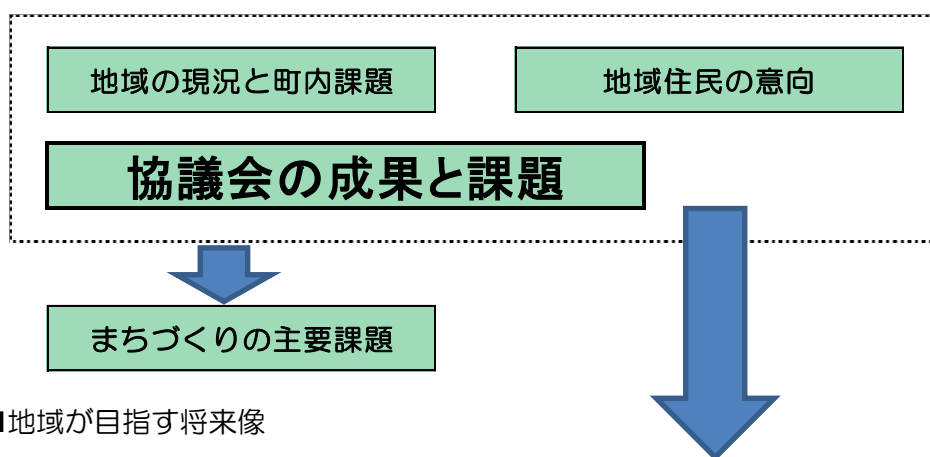 地域の現況と町内課題
地域住民の意向
協議会の成果と課題
まちづくりの主要課題
地域が目指す将来像